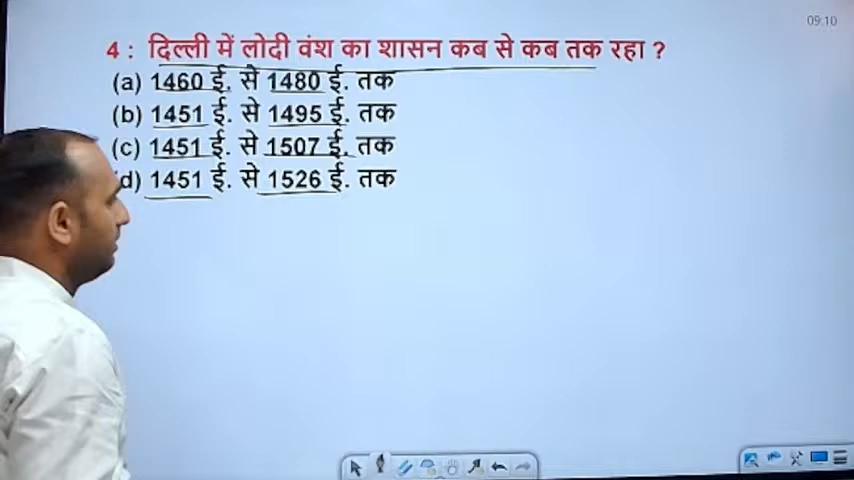 09:10
4 : दिल्ली में लोदी वंश का शासन कब से कब तक रहा ?
(a) 1460 ई. से 1480 ई. तक
(b) 1451 ई. से 1495 ई. तक
(c) 1451 ई. से 1507 ई. तक
d) 1451 ई. से 1526 ई. तक